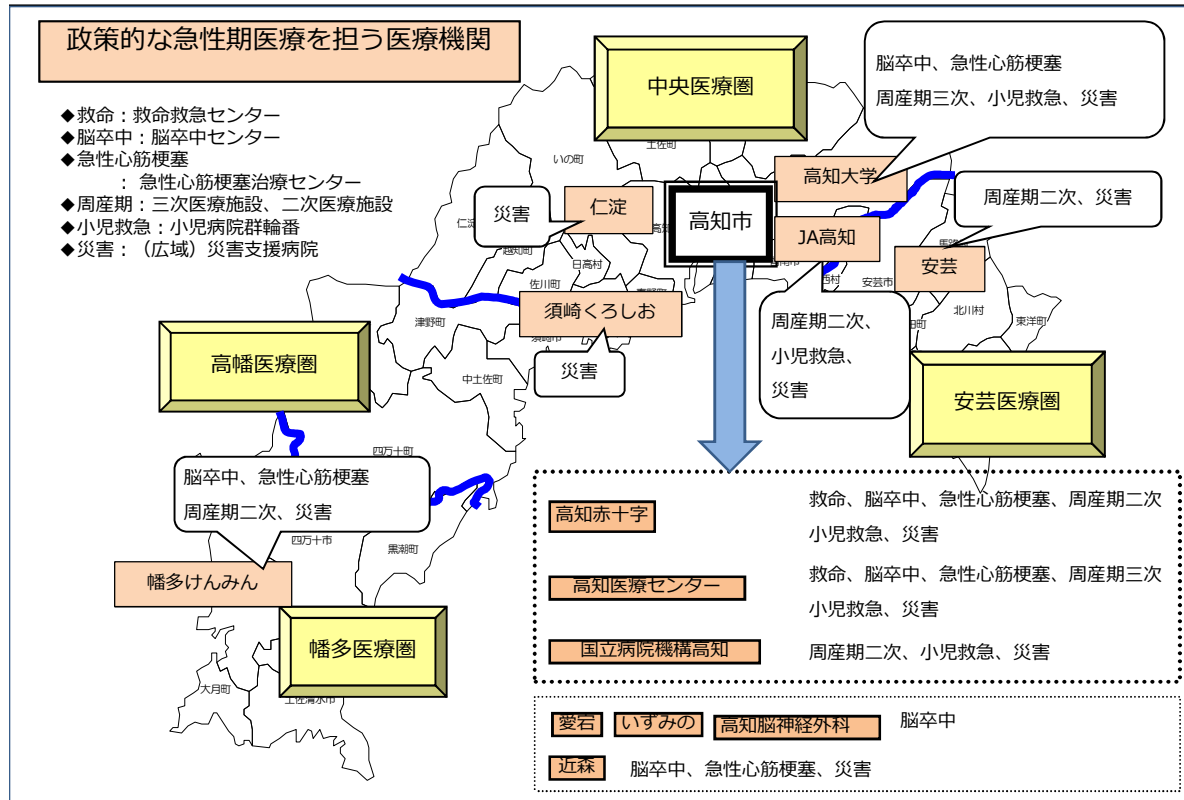 政策的な急性期医療を担う医療機関
◆救命：救命救急センター
◆脳卒中：脳卒中センター
◆急性心筋梗塞
：急性心筋梗塞治療センター
◆周産期：三次医療施設、二次医療施設
◆小児救急：小児病院群輪番
◆災害：（広域）災害支援病院
中央医療圏
脳卒中、急性心筋梗塞
周産期三次、小児救急、災害
土佐町
いの町
高知大学
周産期二次、災害
災害
仁淀
高知市
JA高知
仁淀
越知町
日高村
佐川町
安芸市
安芸
北川村
東洋町
須崎くろしお
津野町
災害
周産期二次、
小児救急、
災害
高幡医療圏
中土佐町
安芸医療圏
四万十町
脳卒中、急性心筋梗塞
周産期二次、災害
四万十市
黒潮町
幡多けんみん
幡多医療圏
大月町
土佐清水市
高知赤十字
救命、脳卒中、急性心筋梗塞、周産期二次
小児救急、災害
高知医療センター
救命、脳卒中、急性心筋梗塞、周産期三次
小児救急、災害
国立病院機構高知
周産期二次、小児救急、災害
愛宕 いずみの 高知脳神経外科 脳卒中
近森 脳卒中、急性心筋梗塞、災害